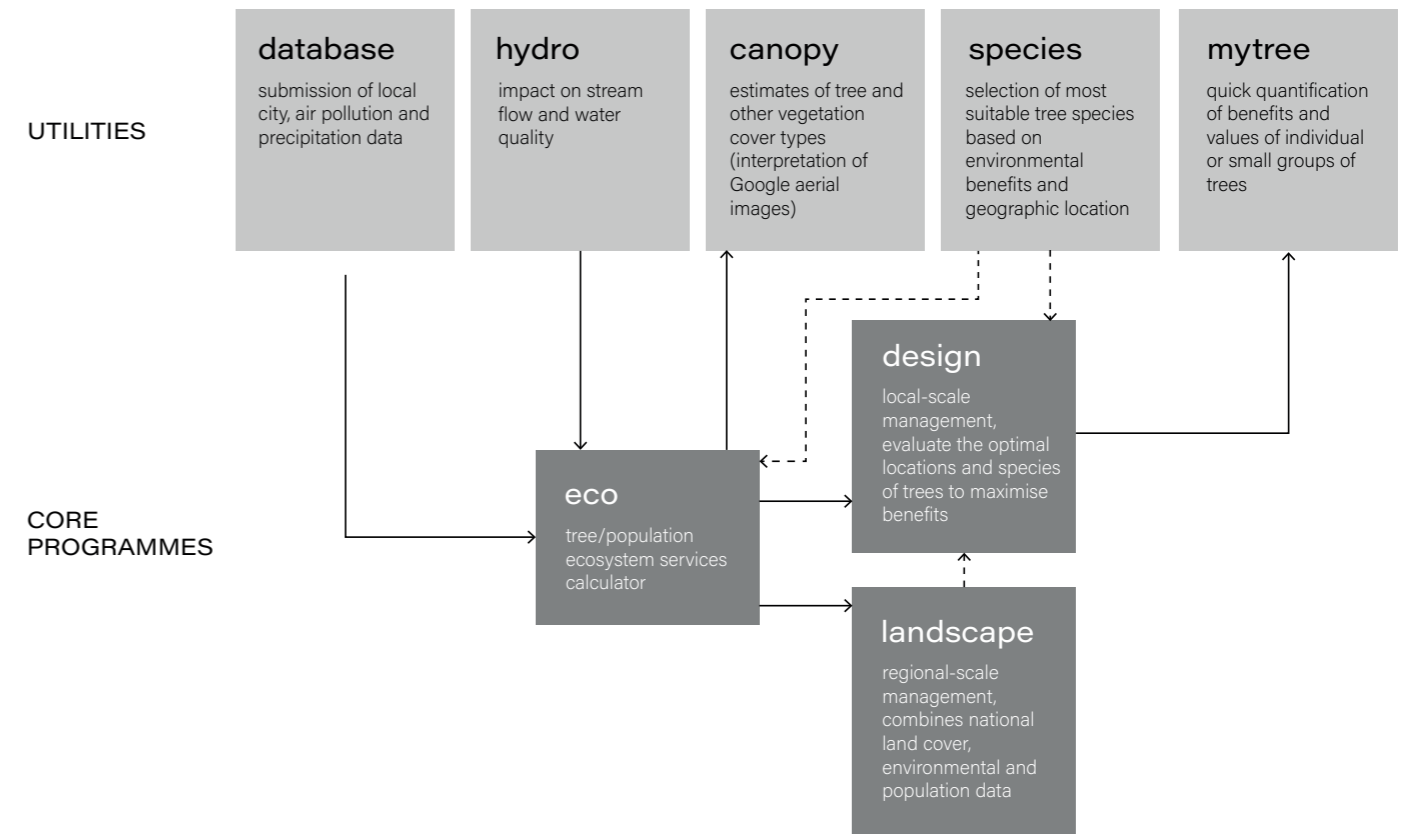 UTILITIES
database
submission of local
city, air pollution and
precipitation data
hydro
impact on stream
flow and water
quality
canopy
estimates of tree and
other vegetation
cover types
(interpretation of
Google aerial
images)
species
selection of most
suitable tree species
based on
environmental
benefits and
geographic location
mytree
quick quantification
of benefits and
values of individual
or small groups of
trees
CORE
PROGRAMMES
eco
tree/population
ecosystem services
calculator
design
local-scale
management,
evaluate the optimal
locations and species
of trees to maximise
benefits
landscape
regional-scale
management,
combines national
land cover,
environmental and
population data